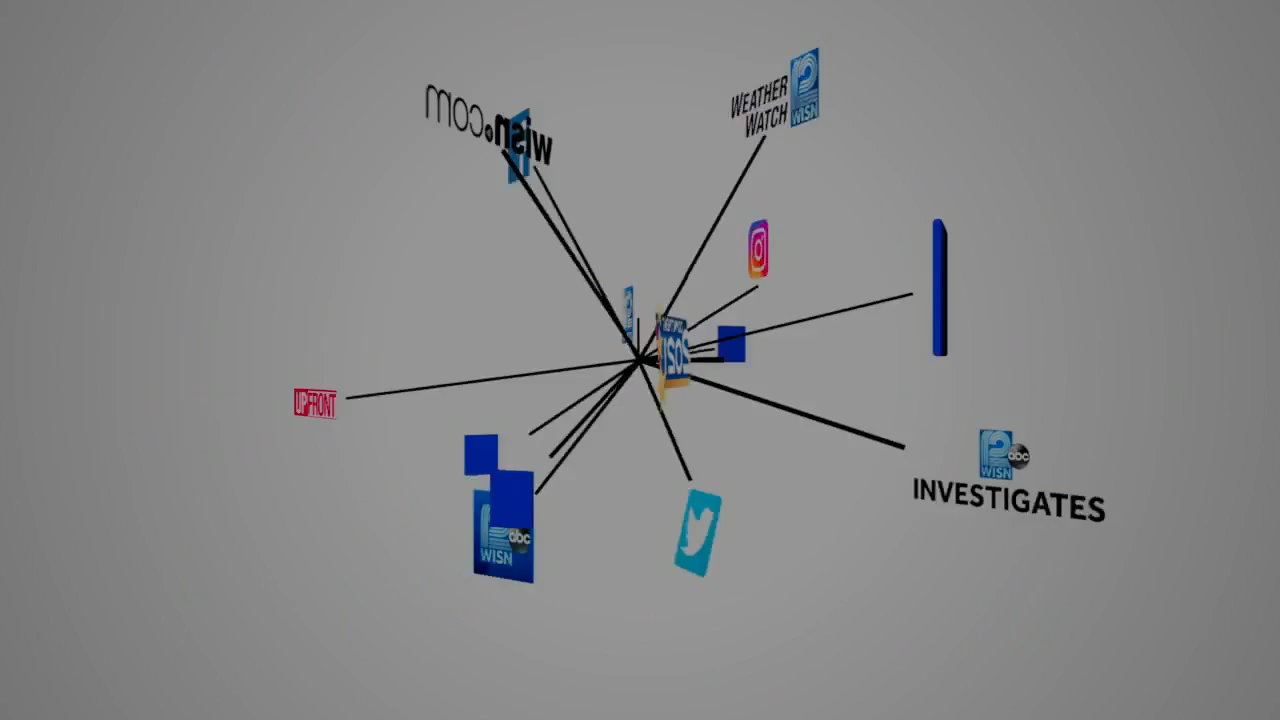 wisn.com
WEATHER
WATCH
WISN
UPFRONT
abc
WISN
INVESTIGATES
abc
WISN